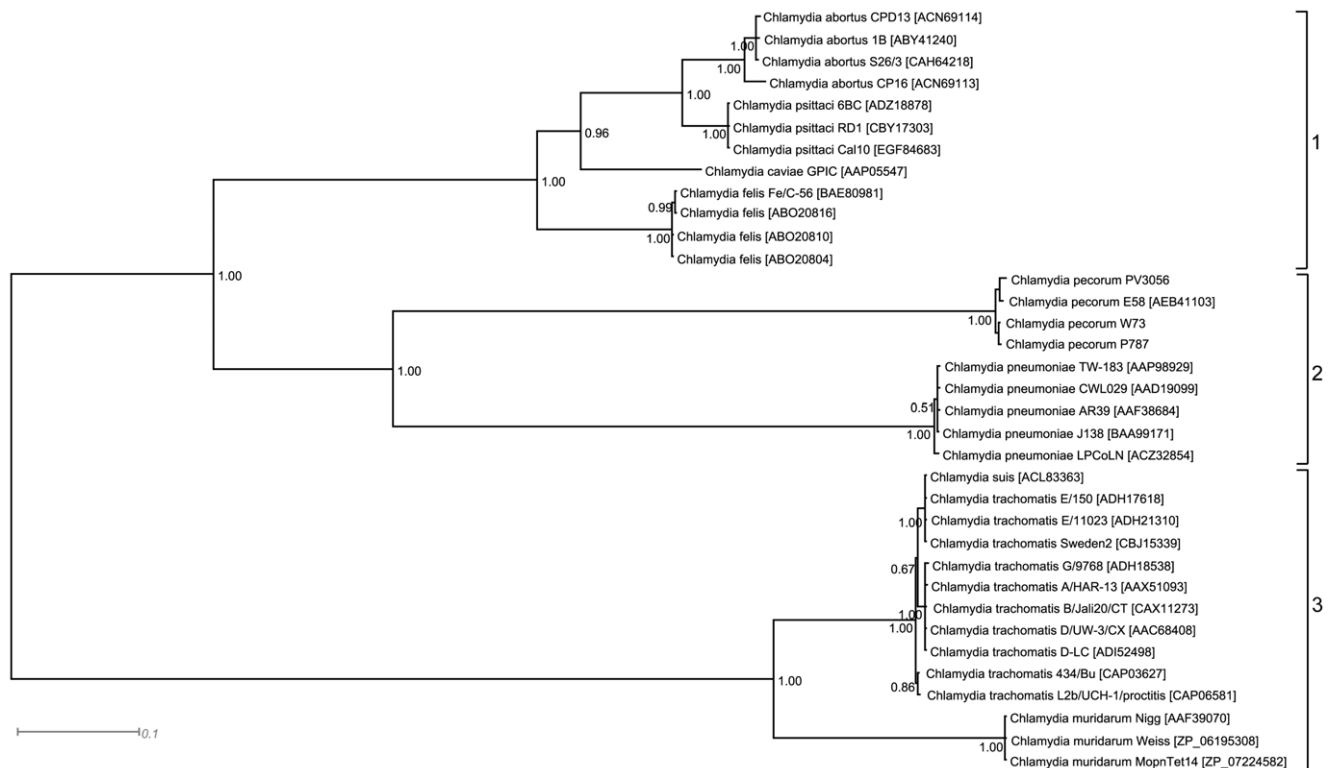 Chlamydia abortus CPD13 [ACN69114]
1.00
Chlamydia abortus 1B [ABY41240]
Chlamydia abortus S26/3 [CAH64218]
1.00
Chlamydia abortus CP16 [ACN69113]
1.00
Chlamydia psittaci 6BC [ADZ18878]
Chlamydia psittaci RD1 [CBY17303]
1.00
0.96
Chlamydia psittaci Cal10 [EGF84683]
1
Chlamydia caviae GPIC [AAP05547]
1.00
Chlamydia felis Fe/C-56 [BAE80981]
0.99
Chlamydia felis [ABO20816]
Chlamydia felis [ABO20810]
1.00
Chlamydia felis [ABO20804]
1.00
Chlamydia pecorum PV3056
Chlamydia pecorum E58 [AEB41103]
1.00
Chlamydia pecorum W73
Chlamydia pecorum P787
Chlamydia pneumoniae TW-183 [AAP98929]
1.00
2
Chlamydia pneumoniae CWL029 [AAD19099]
0.51
Chlamydia pneumoniae AR39 [AAF38684]
1.00
Chlamydia pneumoniae J138 [BAA99171]
Chlamydia pneumoniae LPCoLN [ACZ32854]
Chlamydia suis [ACL83363]
Chlamydia trachomatis E/150 [ADH17618]
1.00
Chlamydia trachomatis E/11023 [ADH21310]
Chlamydia trachomatis Sweden2 [CBJ15339]
0.67
Chlamydia trachomatis G/9768 [ADH18538]
Chlamydia trachomatis A/HAR-13 [AAX51093]
3
Chlamydia trachomatis B/Jali20/CT [CAX11273]
1.00
1.00
Chlamydia trachomatis D/UW-3/CX [AAC68408]
Chlamydia trachomatis D-LC [ADI52498]
Chlamydia trachomatis 434/Bu [CAP03627]
1.00
0.86
Chlamydia trachomatis L2b/UCH-1/proctitis [CAP06581]
Chlamydia muridarum Nigg [AAF39070]
0.1
Chlamydia muridarum Weiss [ZP_06195308]
1.00
Chlamydia muridarum MopnTet14 [ZP_07224582]